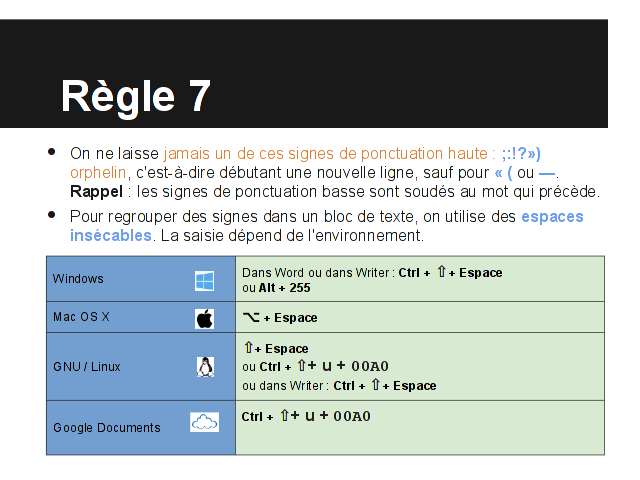 Règle 7
• On ne laisse jamais un de ces signes de ponctuation haute : ;:!?»)
orphelin, c'est-à-dire débutant une nouvelle ligne, sauf pour « ( ou —.
Rappel : les signes de ponctuation basse sont soudés au mot qui précède.
• Pour regrouper des signes dans un bloc de texte, on utilise des espaces
insécables. La saisie dépend de l'environnement.
Windows
Dans Word ou dans Writer : Ctrl + ⇧+ Espace
ou Alt + 255
Mac OS X
⌥ + Espace
GNU / Linux
⇧+ Espace
ou Ctrl + ⇧+ u + 00A0
ou dans Writer : Ctrl + ⇧+ Espace
Google Documents
Ctrl + ⇧+ u + 00A0